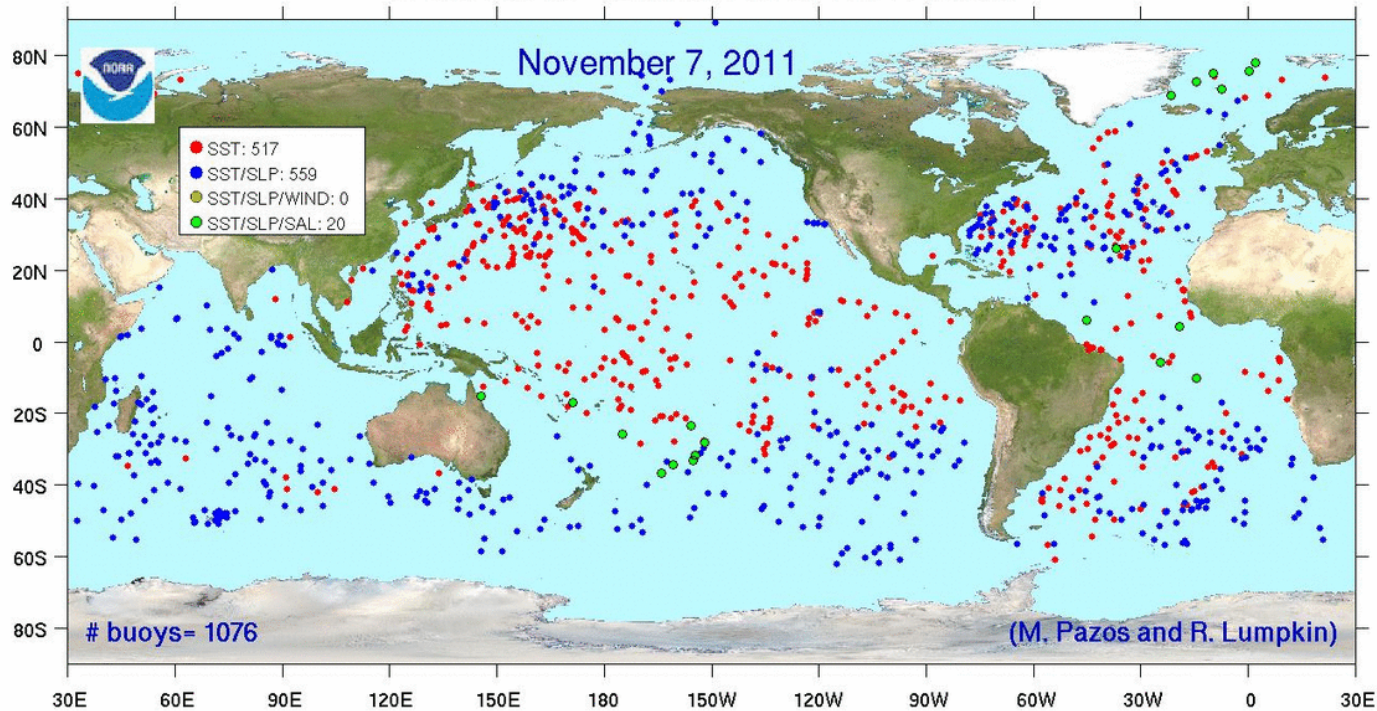 November 7, 2011
NOAA
SST: 517
SST/SLP: 559
SST/SLP/WIND: 0
SST/SLP/SAL: 20
80N
60N
40N
20N
0
20S
40S
60S
80S
# buoys= 1076
(M. Pazos and R. Lumpkin)
30E 60E 90E 120E 150E 180 150W 120W 90W 60W 30W 0 30E